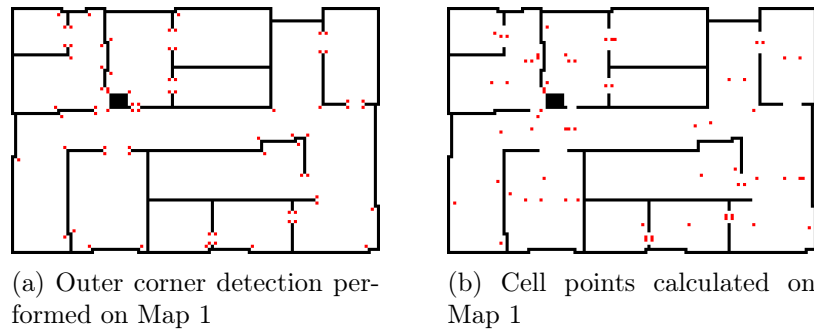 (a) Outer corner detection per-
formed on Map 1
(b) Cell points calculated on
Map 1